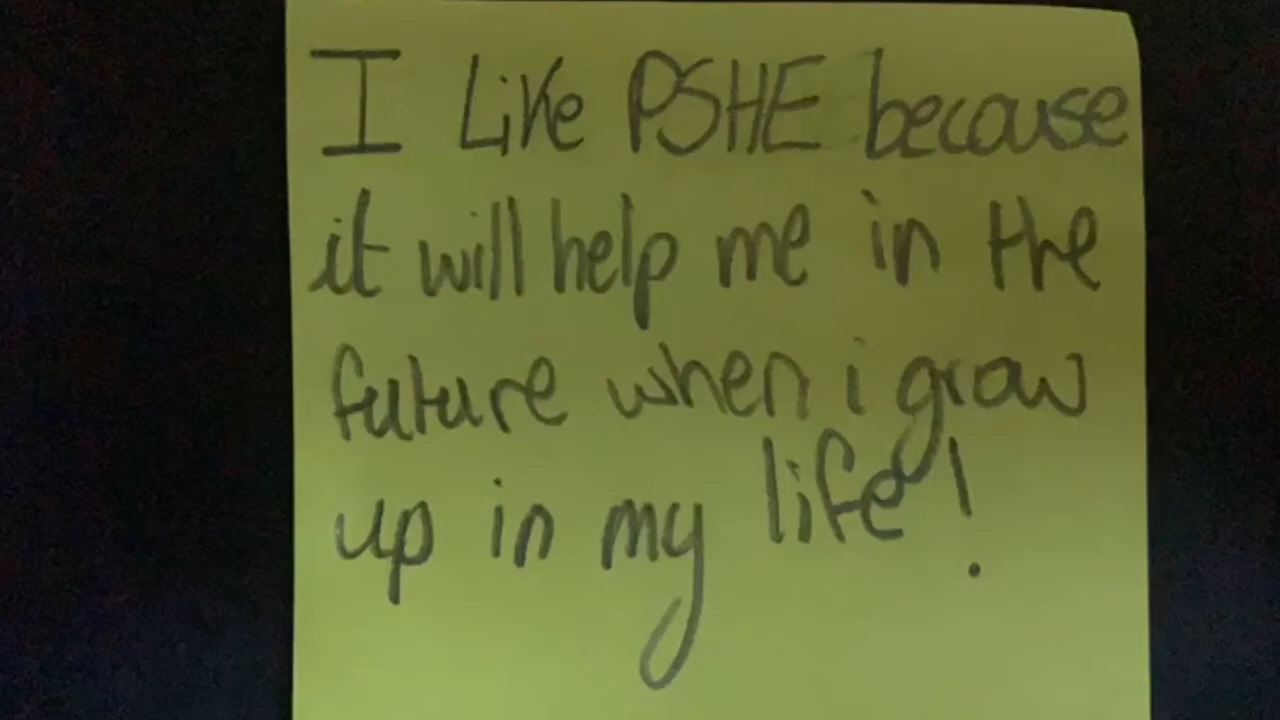 I Like PSHE because
it will help me in the
future when i grow
up in my life!